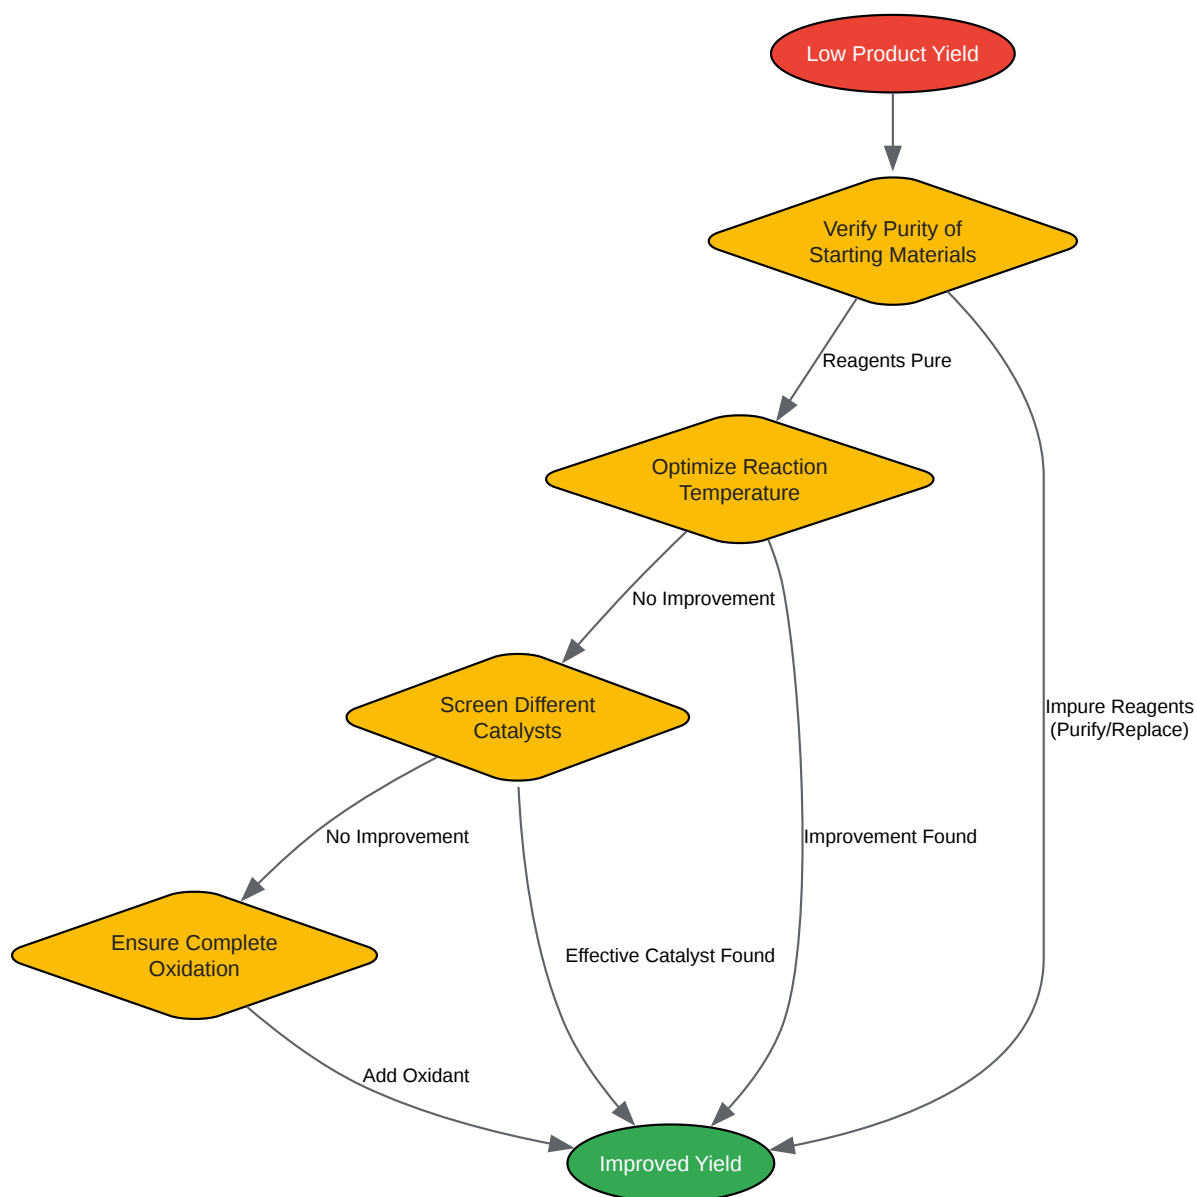 Low Product Yield
Verify Purity of
Starting Materials
Reagents Pure
Optimize Reaction
Temperature
No Improvement
Screen Different
Catalysts
Impure Reagents
(Purify/Replace)
No Improvement
Improvement Found
Ensure Complete
Oxidation
Effective Catalyst Found
Add Oxidant
Improved Yield